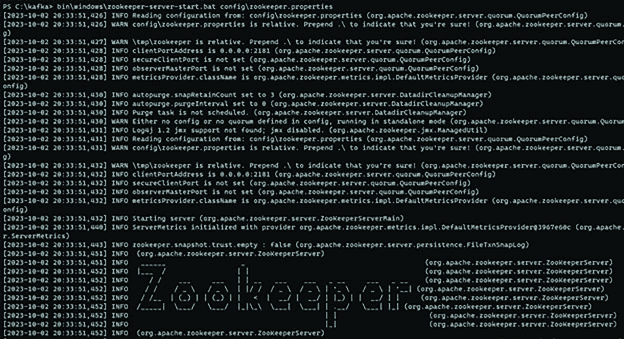 PS C:\kafka> bin\windows\zookeeper-server-start.bat config\zookeeper.properties
[2023-10-02 20:33:51,426] INFO Reading configuration from: config\zookeeper.properties (org.apache.zookeeper.server.quorum.QuorumPeerConfig)
[2023-10-02 20:33:51,426] WARN config\zookeeper.properties is relative. Prepend .\ to indicate that you're sure! (org.apache.zookeeper.server.quorum.QuorumPeerConfi
g)
[2023-10-02 20:33:51,427] WARN \tmp\zookeeper is relative. Prepend .\ to indicate that you're sure! (org.apache.zookeeper.server.quorum.QuorumPeerConfig)
[2023-10-02 20:33:51,428] INFO clientPortAddress is 0.0.0.0:2181 (org.apache.zookeeper.server.quorum.QuorumPeerConfig)
[2023-10-02 20:33:51,428] INFO secureClientPort is not set (org.apache.zookeeper.server.quorum.QuorumPeerConfig)
[2023-10-02 20:33:51,428] INFO observerMasterPort is not set (org.apache.zookeeper.server.quorum.QuorumPeerConfig)
[2023-10-02 20:33:51,428] INFO metricsProvider.className is org.apache.zookeeper.metrics.impl.DefaultMetricsProvider (org.apache.zookeeper.server.quorum.QuorumPeerC
onfig)
[2023-10-02 20:33:51,430] INFO autopurge.snapRetainCount set to 3 (org.apache.zookeeper.server.DatadirCleanupManager)
[2023-10-02 20:33:51,430] INFO autopurge.purgeInterval set to 0 (org.apache.zookeeper.server.DatadirCleanupManager)
[2023-10-02 20:33:51,430] INFO Purge task is not scheduled. (org.apache.zookeeper.server.DatadirCleanupManager)
[2023-10-02 20:33:51,430] WARN Either no config or no quorum defined in config, running in standalone mode (org.apache.zookeeper.server.quorum.QuorumPeerMain)
[2023-10-02 20:33:51,431] INFO Log4j 1.2 jmx support not found; jmx disabled. (org.apache.zookeeper.jmx.ManagedUtil)
[2023-10-02 20:33:51,431] INFO Reading configuration from: config\zookeeper.properties (org.apache.zookeeper.server.quorum.QuorumPeerConfig)
[2023-10-02 20:33:51,431] WARN config\zookeeper.properties is relative. Prepend .\ to indicate that you're sure! (org.apache.zookeeper.server.quorum.QuorumPeerConfi
g)
[2023-10-02 20:33:51,432] WARN \tmp\zookeeper is relative. Prepend .\ to indicate that you're sure! (org.apache.zookeeper.server.quorum.QuorumPeerConfig)
[2023-10-02 20:33:51,432] INFO clientPortAddress is 0.0.0.0:2181 (org.apache.zookeeper.server.quorum.QuorumPeerConfig)
[2023-10-02 20:33:51,432] INFO secureClientPort is not set (org.apache.zookeeper.server.quorum.QuorumPeerConfig)
[2023-10-02 20:33:51,432] INFO observerMasterPort is not set (org.apache.zookeeper.server.quorum.QuorumPeerConfig)
[2023-10-02 20:33:51,432] INFO metricsProvider.className is org.apache.zookeeper.metrics.impl.DefaultMetricsProvider (org.apache.zookeeper.server.quorum.QuorumPeerC
onfig)
[2023-10-02 20:33:51,432] INFO Starting server (org.apache.zookeeper.server.ZooKeeperServerMain)
[2023-10-02 20:33:51,440] INFO ServerMetrics initialized with provider org.apache.zookeeper.metrics.impl.DefaultMetricsProvider@3967e60c (org.apache.zookeepe
r.ServerMetrics)
[2023-10-02 20:33:51,443] INFO zookeeper.snapshot.trust.empty : false (org.apache.zookeeper.server.persistence.FileTxnSnapLog)
[2023-10-02 20:33:51,451] INFO  (org.apache.zookeeper.server.ZooKeeperServer)
[2023-10-02 20:33:51,451] INFO (org.apache.zookeeper.server.ZooKeeperServer)
[2023-10-02 20:33:51,452] INFO (org.apache.zookeeper.server.ZooKeeperServer)
[2023-10-02 20:33:51,452] INFO (org.apache.zookeeper.server.ZooKeeperServer)
[2023-10-02 20:33:51,452] INFO Zookeeper (org.apache.zookeeper.server.ZooKeeperServer)
[2023-10-02 20:33:51,452] INFO (org.apache.zookeeper.server.ZooKeeperServer)
[2023-10-02 20:33:51,452] INFO (org.apache.zookeeper.server.ZooKeeperServer)
[2023-10-02 20:33:51,452] INFO (org.apache.zookeeper.server.ZooKeeperServer)
[2023-10-02 20:33:51,452] INFO (org.apache.zookeeper.server.ZooKeeperServer)
[2023-10-02 20:33:51,452] INFO  (org.apache.zookeeper.server.ZooKeeperServer)